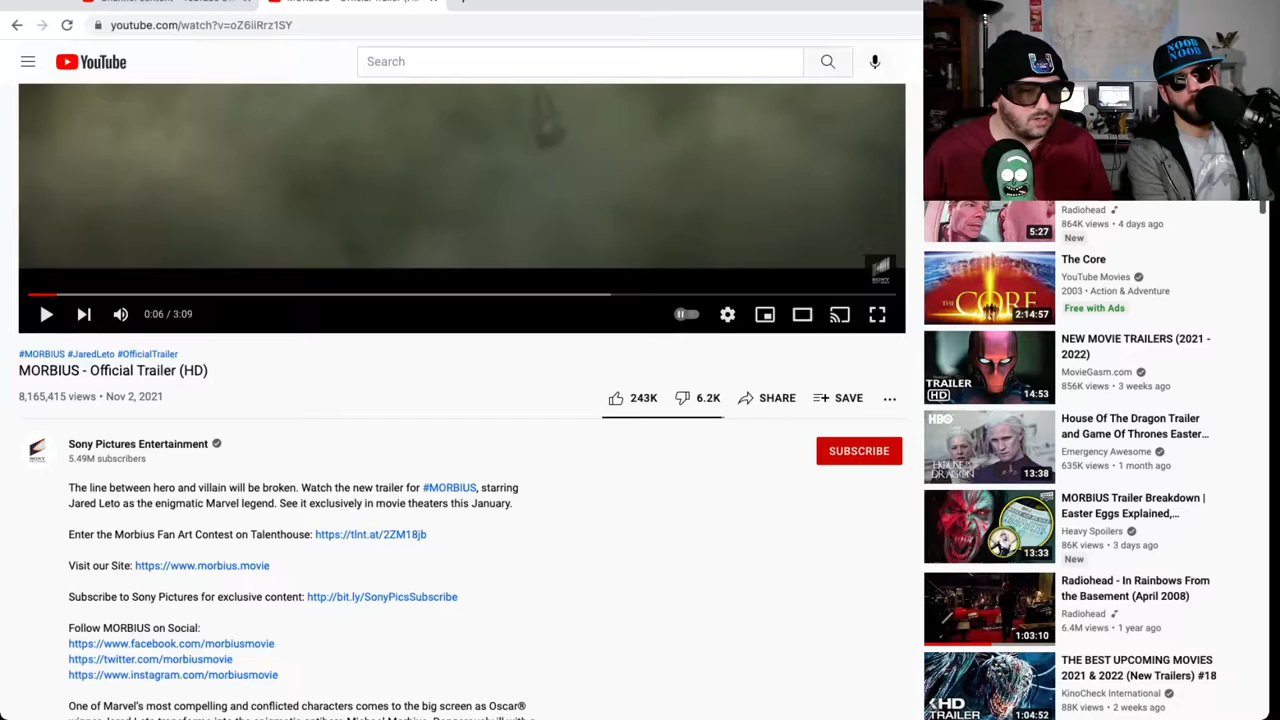 youtube.com/watch?v=oZ6iiRrz1SY
YouTube
Search
NOOB
NOOB
0:06 / 3:09
#MORBIUS #JaredLeto #OfficialTrailer
MORBIUS - Official Trailer (HD)
8,165,415 views • Nov 2, 2021
243K
6.2K
SHARE
SAVE
Sony Pictures Entertainment
5.49M subscribers
SUBSCRIBE
The line between hero and villain will be broken. Watch the new trailer for #MORBIUS, starring
Jared Leto as the enigmatic Marvel legend. See it exclusively in movie theaters this January.
Enter the Morbius Fan Art Contest on Talenthouse: https://tlnt.at/2ZM18jb
Visit our Site: https://www.morbius.movie
Subscribe to Sony Pictures for exclusive content: http://bit.ly/SonyPicsSubscribe
Follow MORBIUS on Social:
https://www.facebook.com/morbiusmovie
https://twitter.com/morbiusmovie
https://www.instagram.com/morbiusmovie
One of Marvel's most compelling and conflicted characters comes to the big screen as Oscar®
5:27
Radiohead
864K views • 4 days ago
New
THE CORE
2:14:57
The Core
YouTube Movies
2003 • Action & Adventure
Free with Ads
TRAILER
HD
14:53
NEW MOVIE TRAILERS (2021 -
2022)
MovieGasm.com
856K views • 3 weeks ago
HBO
HOUSE OF THE
DRAGON
13:38
House Of The Dragon Trailer
and Game Of Thrones Easter...
Emergency Awesome
635K views • 1 month ago
13:33
MORBIUS Trailer Breakdown |
Easter Eggs Explained,...
Heavy Spoilers
86K views • 3 days ago
New
1:03:10
Radiohead - In Rainbows From
the Basement (April 2008)
Radiohead
6.4M views • 1 year ago
HD
TRAILER
1:04:52
THE BEST UPCOMING MOVIES
2021 & 2022 (New Trailers) #18
KinoCheck International
88K views • 2 weeks ago